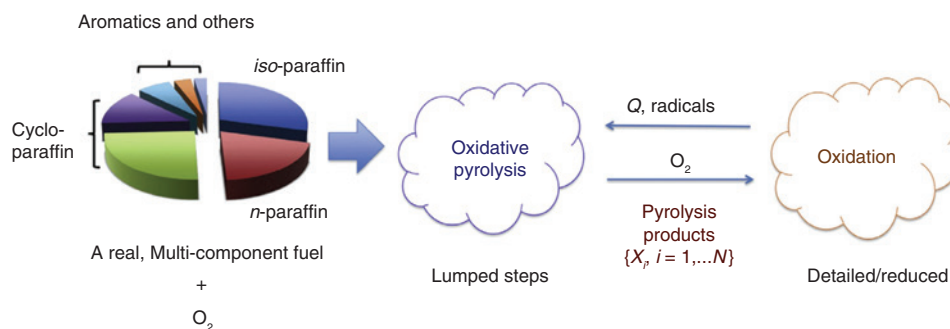 Aromatics and others
iso-paraffin
Cyclo-
paraffin
n-paraffin
A real, Multi-component fuel
+
O₂
Oxidative
pyrolysis
Lumped steps
Q, radicals
O₂
Pyrolysis
products
{Xᵢ, i = 1,...N}
Oxidation
Detailed/reduced